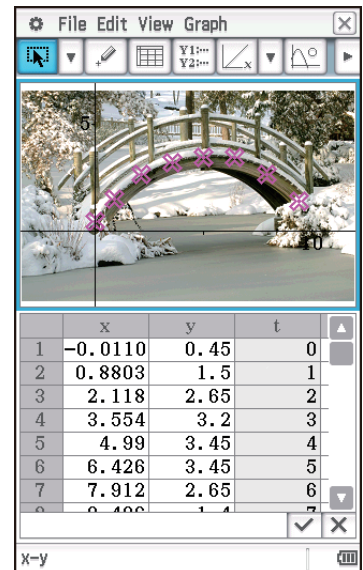 File Edit View Graph
Y1:···
Y2:···
x
5
10
x y t
1 -0.0110 0.45 0
2 0.8803 1.5 1
3 2.118 2.65 2
4 3.554 3.2 3
5 4.99 3.45 4
6 6.426 3.45 5
7 7.912 2.65 6
x-y